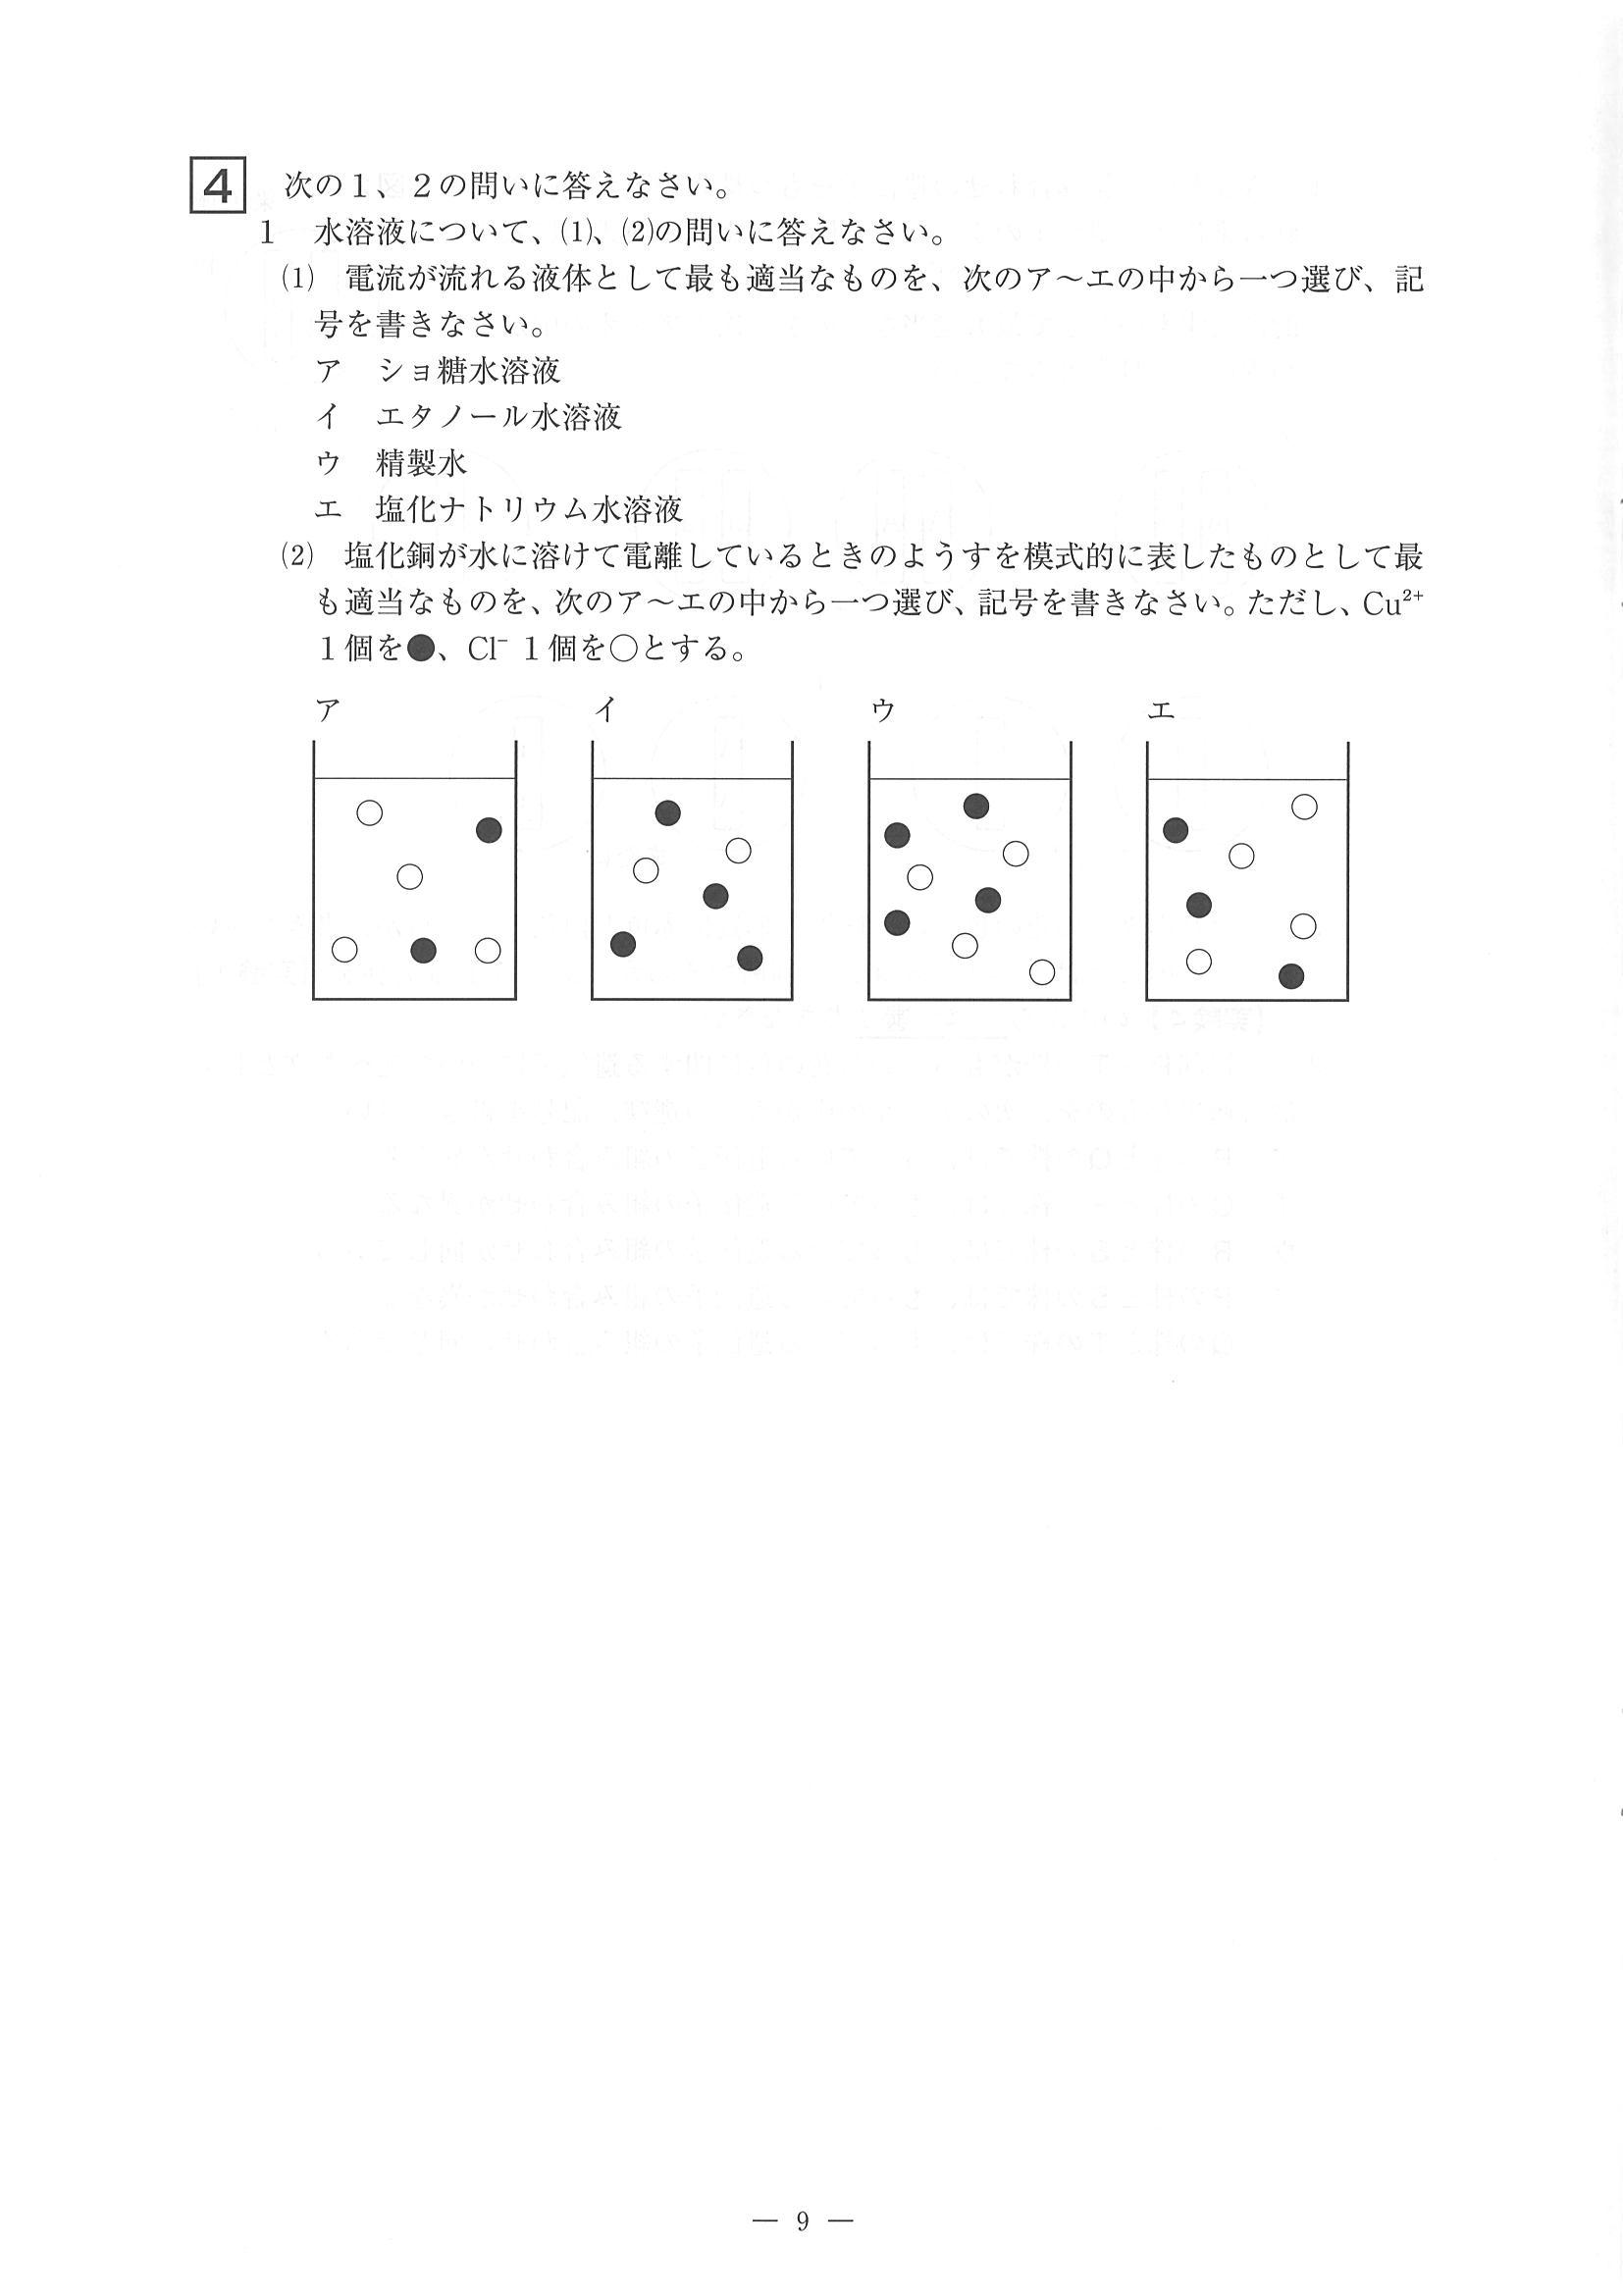 4 次の1、2の問いに答えなさい。
1 水溶液について、(1)、(2)の問いに答えなさい。
(1) 電流が流れる液体として最も適当なものを、次のア～エの中から一つ選び、記
号を書きなさい。
ア ショ糖水溶液
イ エタノール水溶液
ウ 精製水
エ 塩化ナトリウム水溶液
(2) 塩化銅が水に溶けて電離しているときのようすを模式的に表したものとして最
も適当なものを、次のア～エの中から一つ選び、記号を書きなさい。ただし、Cu²⁺
1個を●、Cl⁻ 1個を○とする。
ア イ ウ エ
― 9 ―